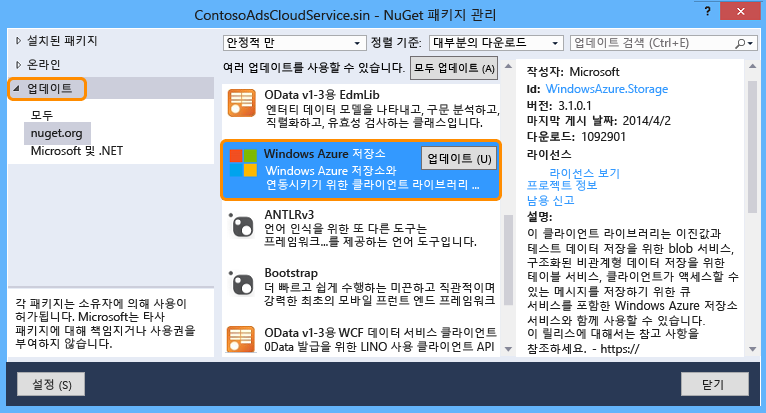 ContosoAdsCloudService.sin - NuGet 패키지 관리
?
설치된 패키지
온라인
업데이트
모두
nuget.org
Microsoft 및 .NET
각 패키지는 소유자에 의해 사용이
허가됩니다. Microsoft는 타사
패키지에 대해 책임지거나 사용권을
부여하지 않습니다.
안정적 만
정렬 기준:
대부분의 다운로드
업데이트 검색 (Ctrl+E)
여러 업데이트를 사용할 수 있습니다.
모두 업데이트 (A)
OData v1-3용 EdmLib
엔터티 데이터 모델을 나타내고, 구문 분석하고,
직렬화하고, 유효성 검사하는 클래스입니다.
Windows Azure 저장소
업데이트 (U)
Windows Azure 저장소와
연동시키기 위한 클라이언트 라이브러리 ...
ANTLRv3
언어 인식을 위한 또 다른 도구는
프레임워크...를 제공하는 언어 도구입니다.
Bootstrap
더 빠르고 쉽게 수행하는 미끈하고 직관적이며
강력한 최초의 모바일 프런트 엔드 프레임워크
OData v1-3용 WCF 데이터 서비스 클라이언트
0Data 발급을 위한 LINO 사용 클라이언트 API
작성자: Microsoft
Id: WindowsAzure.Storage
버전: 3.1.0.1
마지막 게시 날짜: 2014/4/2
다운로드: 1092901
라이선스
라이선스 보기
프로젝트 정보
남용 신고
설명:
이 클라이언트 라이브러리는 이진값과
테스트 데이터 저장을 위한 blob 서비스,
구조화된 비관계형 데이터 저장을 위한
테이블 서비스, 클라이언트가 액세스할 수
있는 메시지를 저장하기 위한 큐
서비스를 포함한 Windows Azure 저장소
서비스와 함께 사용할 수 있습니다.
이 릴리스에 대해서는 참고 사항을
참조하세요. - https://
설정 (S)
닫기